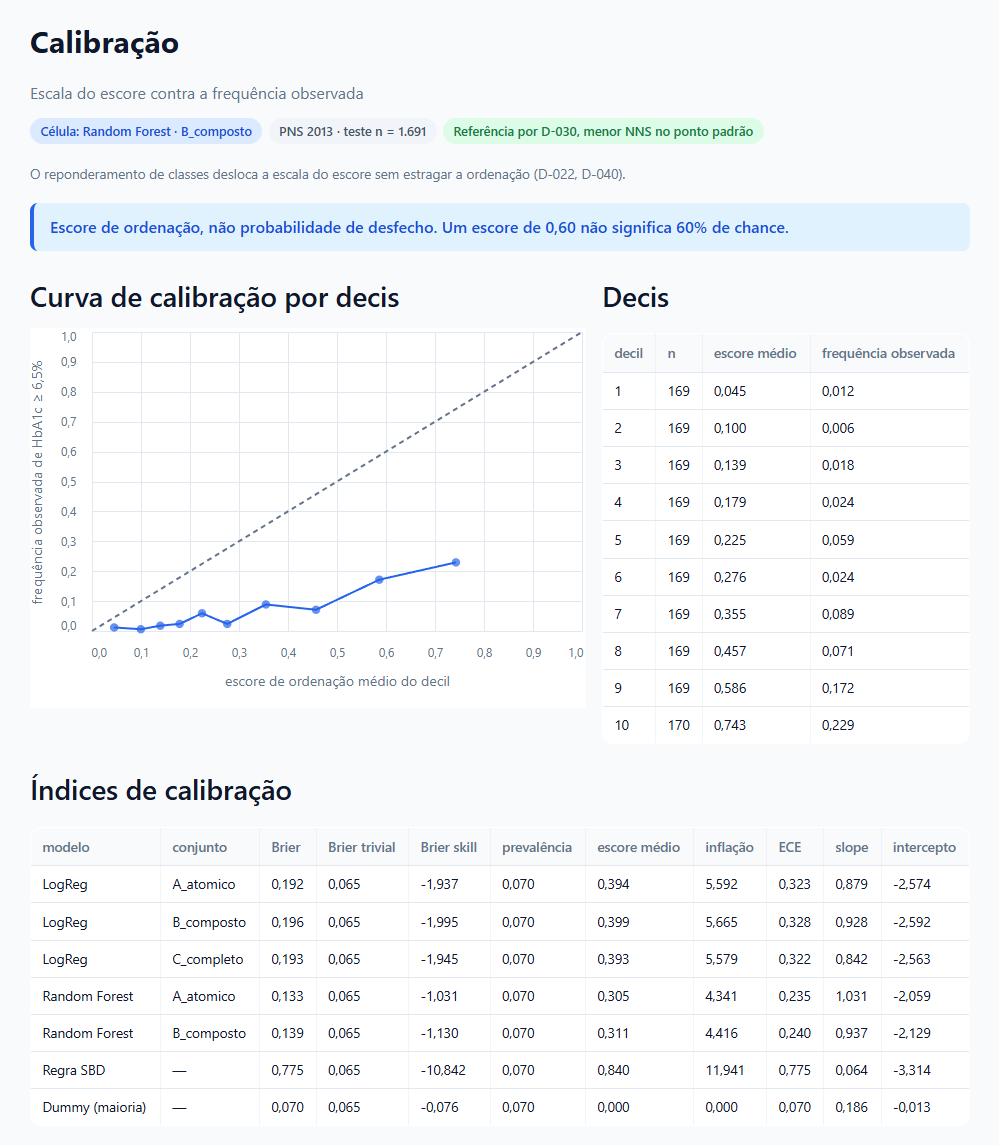 Calibração
Escala do escore contra a frequência observada
Célula: Random Forest · B_composto PNS 2013 · teste n = 1.691 Referência por D-030, menor NNS no ponto padrão
O reponderamento de classes desloca a escala do escore sem estragar a ordenação (D-022, D-040).
Escore de ordenação, não probabilidade de desfecho. Um escore de 0,60 não significa 60% de chance.
Curva de calibração por decis
frequência observada de HbA1c ≥ 6,5%
1,0
0,9
0,8
0,7
0,6
0,5
0,4
0,3
0,2
0,1
0,0
0,0 0,1 0,2 0,3 0,4 0,5 0,6 0,7 0,8 0,9 1,0
escore de ordenação médio do decil
Decis
decil n escore médio frequência observada
1 169 0,045 0,012
2 169 0,100 0,006
3 169 0,139 0,018
4 169 0,179 0,024
5 169 0,225 0,059
6 169 0,276 0,024
7 169 0,355 0,089
8 169 0,457 0,071
9 169 0,586 0,172
10 170 0,743 0,229
Índices de calibração
modelo conjunto Brier Brier trivial Brier skill prevalência escore médio inflação ECE slope intercepto
LogReg A_atomico 0,192 0,065 -1,937 0,070 0,394 5,592 0,323 0,879 -2,574
LogReg B_composto 0,196 0,065 -1,995 0,070 0,399 5,665 0,328 0,928 -2,592
LogReg C_completo 0,193 0,065 -1,945 0,070 0,393 5,579 0,322 0,842 -2,563
Random Forest A_atomico 0,133 0,065 -1,031 0,070 0,305 4,341 0,235 1,031 -2,059
Random Forest B_composto 0,139 0,065 -1,130 0,070 0,311 4,416 0,240 0,937 -2,129
Regra SBD — 0,775 0,065 -10,842 0,070 0,840 11,941 0,775 0,064 -3,314
Dummy (maioria) — 0,070 0,065 -0,076 0,070 0,000 0,000 0,070 0,186 -0,013